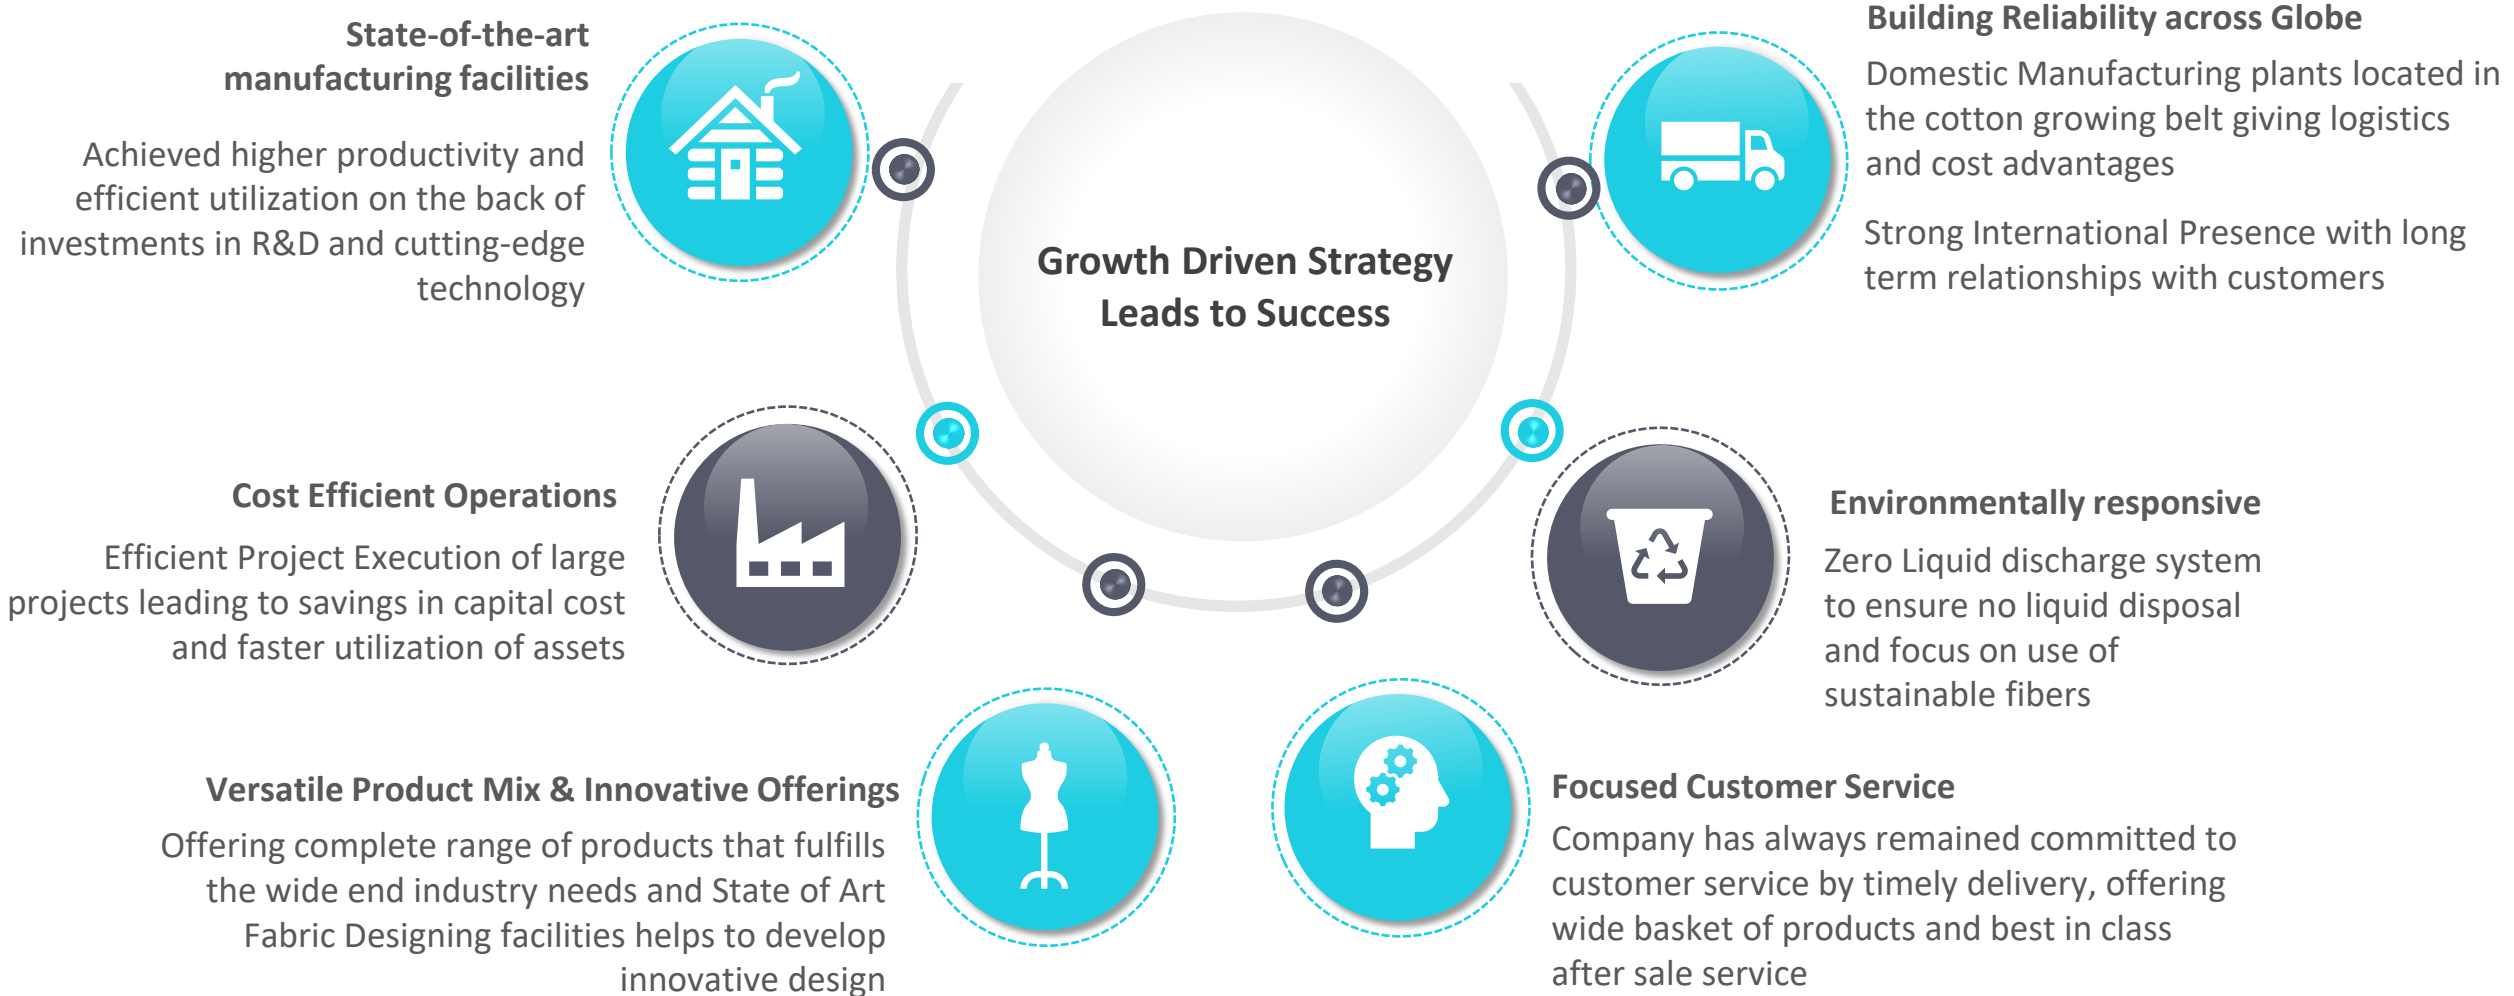 State-of-the-art
manufacturing facilities
Achieved higher productivity and
efficient utilization on the back of
investments in R&D and cutting-edge
technology
Cost Efficient Operations
Efficient Project Execution of large
projects leading to savings in capital cost
and faster utilization of assets
Versatile Product Mix & Innovative Offerings
Offering complete range of products that fulfills
the wide end industry needs and State of Art
Fabric Designing facilities helps to develop
innovative design
Growth Driven Strategy
Leads to Success
Building Reliability across Globe
Domestic Manufacturing plants located in
the cotton growing belt giving logistics
and cost advantages
Strong International Presence with long
term relationships with customers
Environmentally responsive
Zero Liquid discharge system
to ensure no liquid disposal
and focus on use of
sustainable fibers
Focused Customer Service
Company has always remained committed to
customer service by timely delivery, offering
wide basket of products and best in class
after sale service